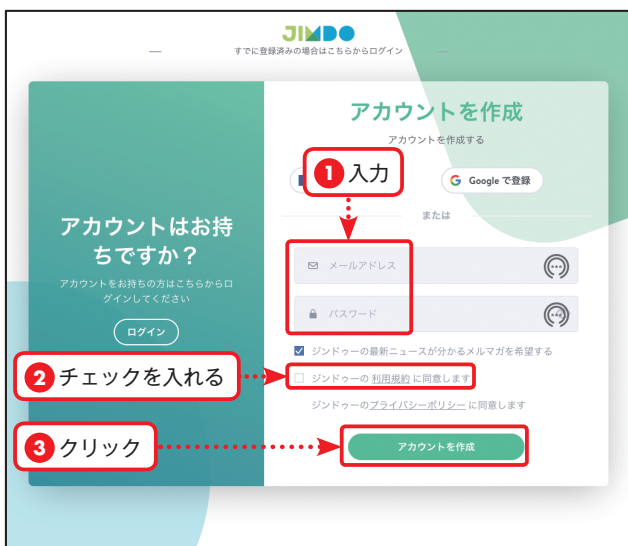 JIMDO
すでに登録済みの場合はこちらからログイン
アカウントはお持
ちですか？
アカウントをお持ちの方はこちらからロ
グインしてください
ログイン
アカウントを作成
アカウントを作成する
1 入力
G Google で登録
または
メールアドレス
パスワード
ジンドゥーの最新ニュースが分かるメルマガを希望する
2 チェックを入れる
ジンドゥーの 利用規約 に同意します
ジンドゥーのプライバシーポリシー に同意します
3 クリック
アカウントを作成